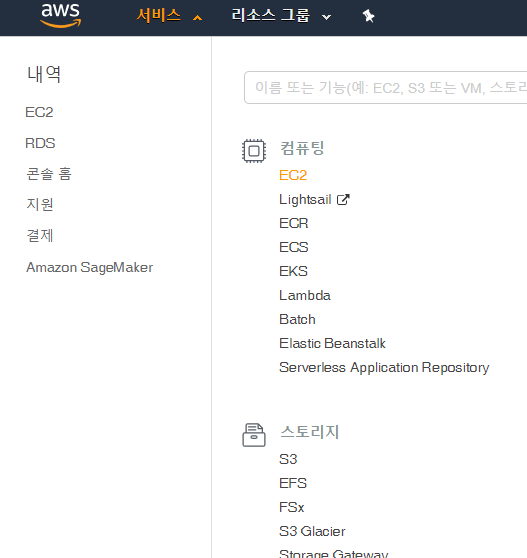 aws
서비스
리소스 그룹
내역
EC2
RDS
콘솔 홈
지원
결제
Amazon SageMaker
이름 또는 기능(예: EC2, S3 또는 VM, 스토리
컴퓨팅
EC2
Lightsail
ECR
ECS
EKS
Lambda
Batch
Elastic Beanstalk
Serverless Application Repository
스토리지
S3
EFS
FSx
S3 Glacier
Storage Gateway